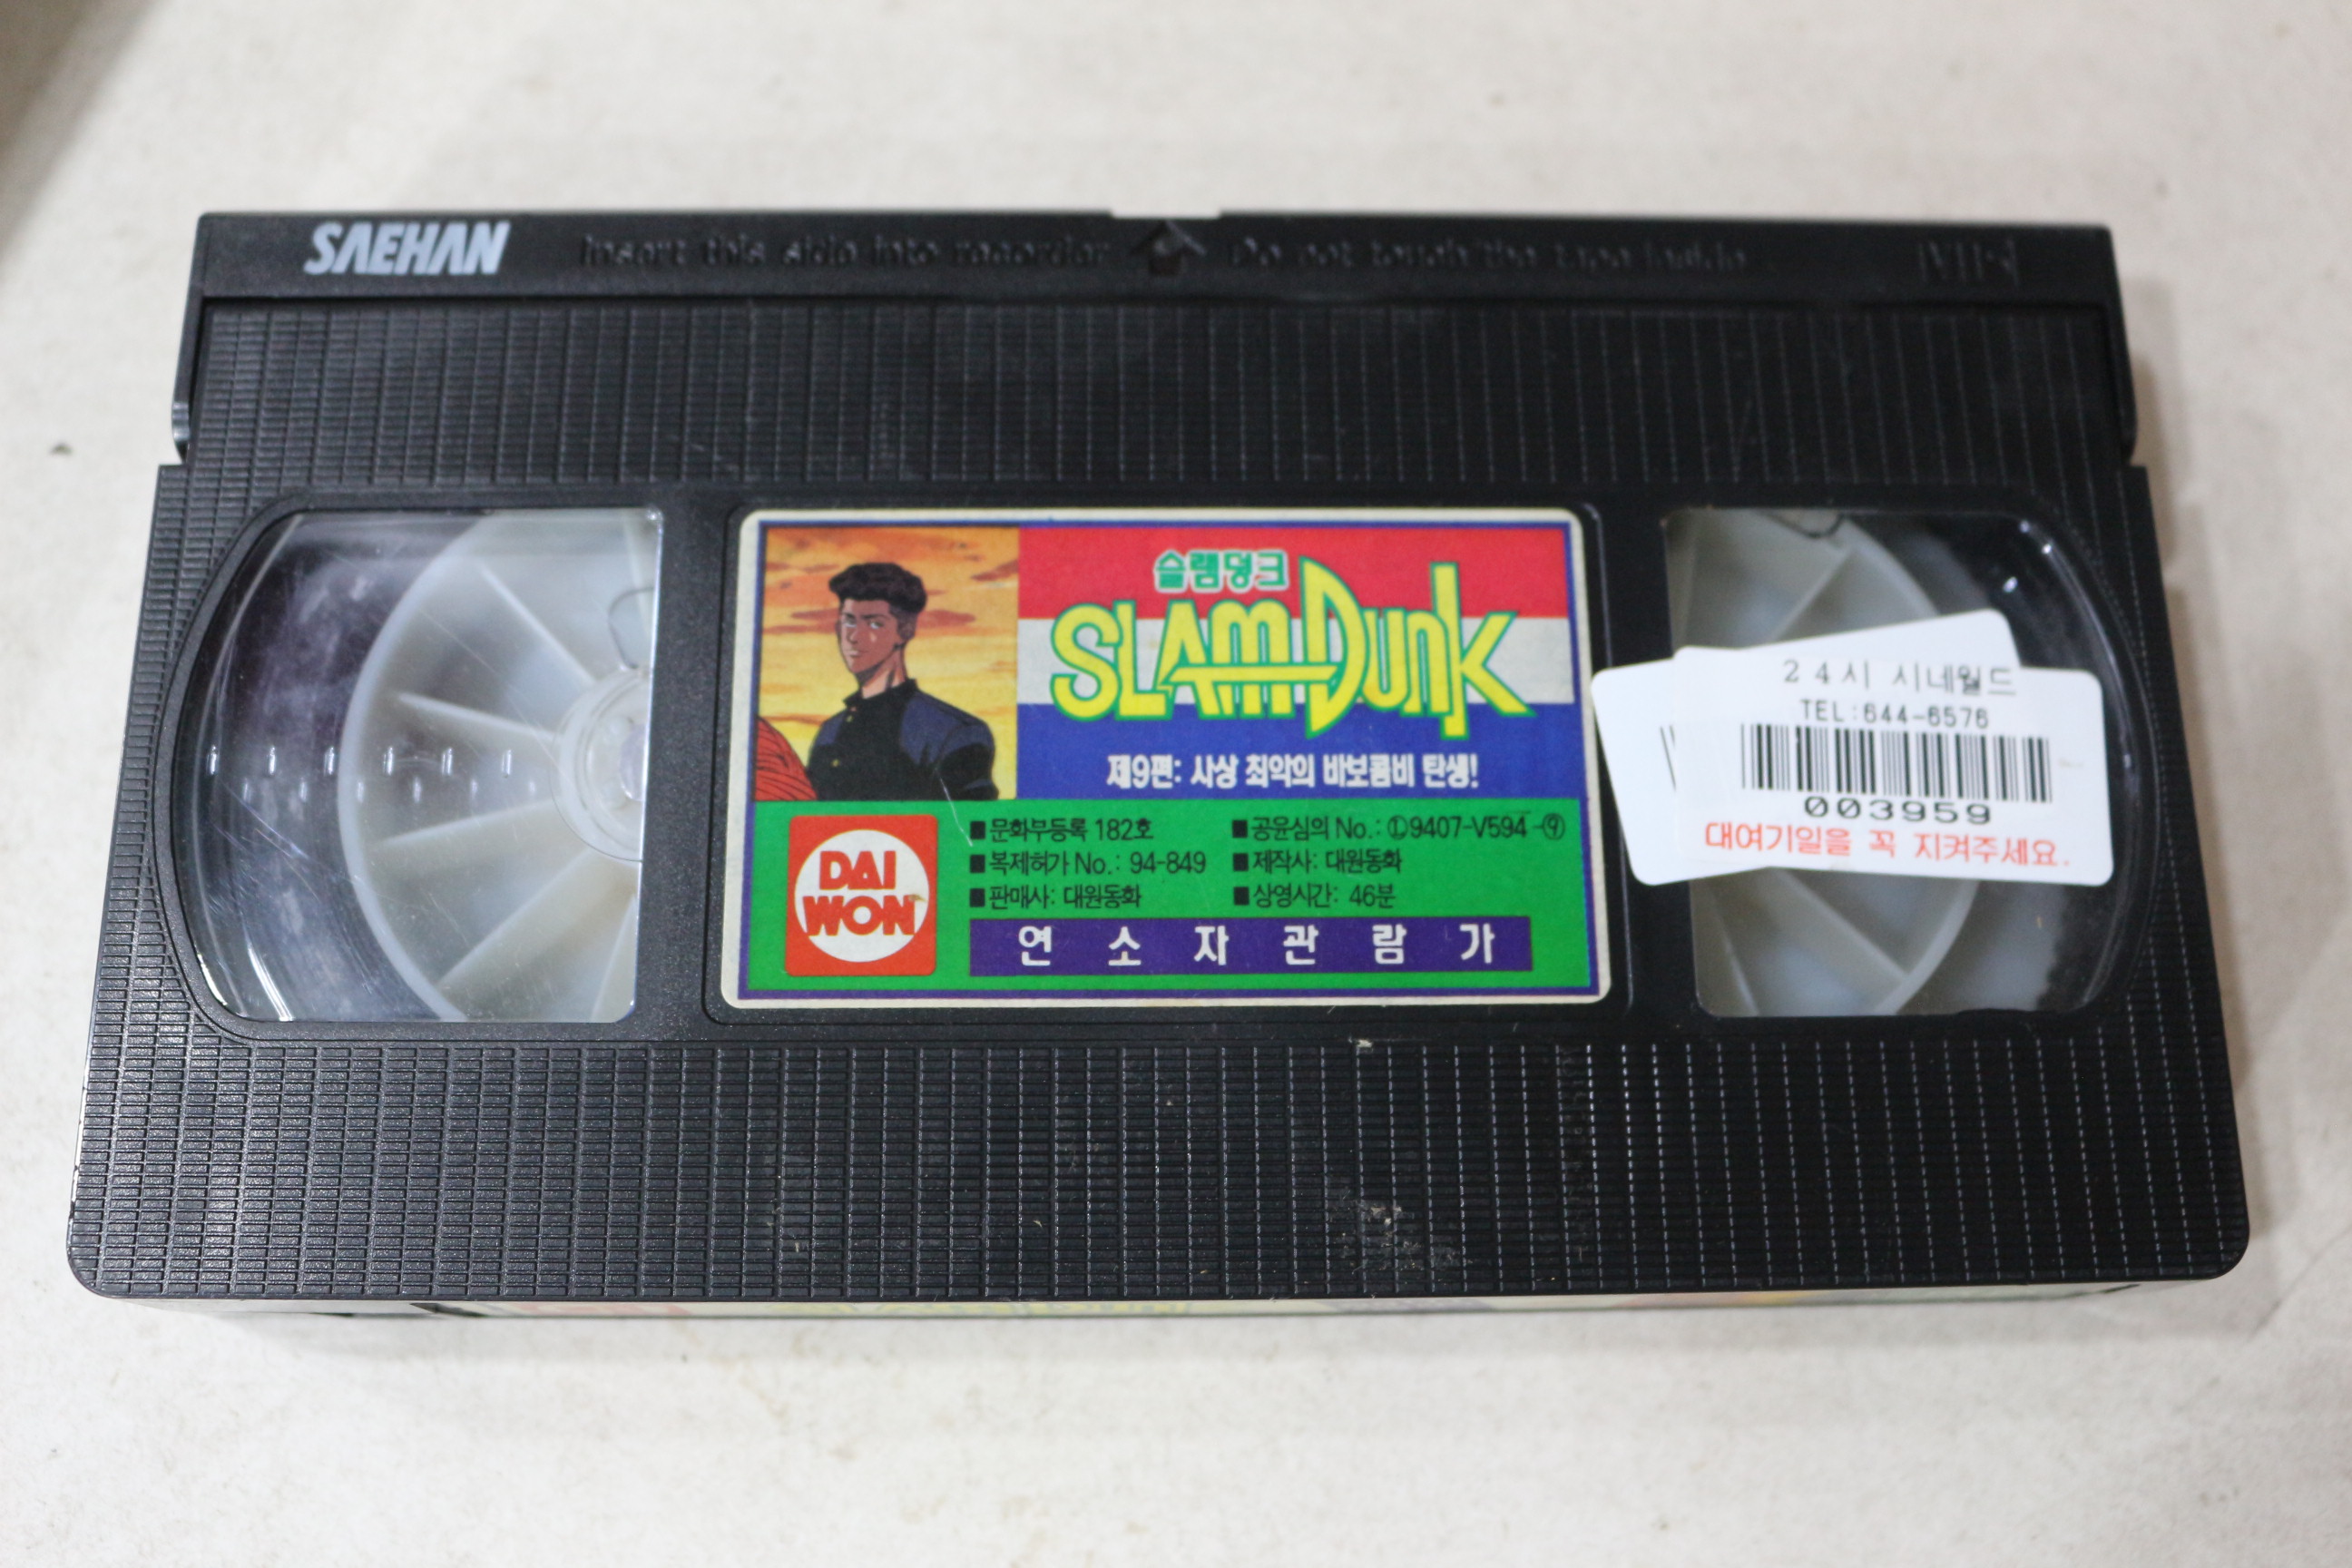 SAEHAN
Insert this side into recorder Do not touch the tape inside
VHS
슬램덩크
SLAM DUNK
제9편: 사상 최악의 바보콤비 탄생!
DAI WON
■문화부등록 182호 ■공윤심의 No.: ①9407-V594-⑨
■복제허가 No.: 94-849 ■제작사: 대원동화
■판매사: 대원동화 ■상영시간: 46분
연소자관람가
24시 시네월드
TEL:644-6576
003959
대여기일을 꼭 지켜주세요.